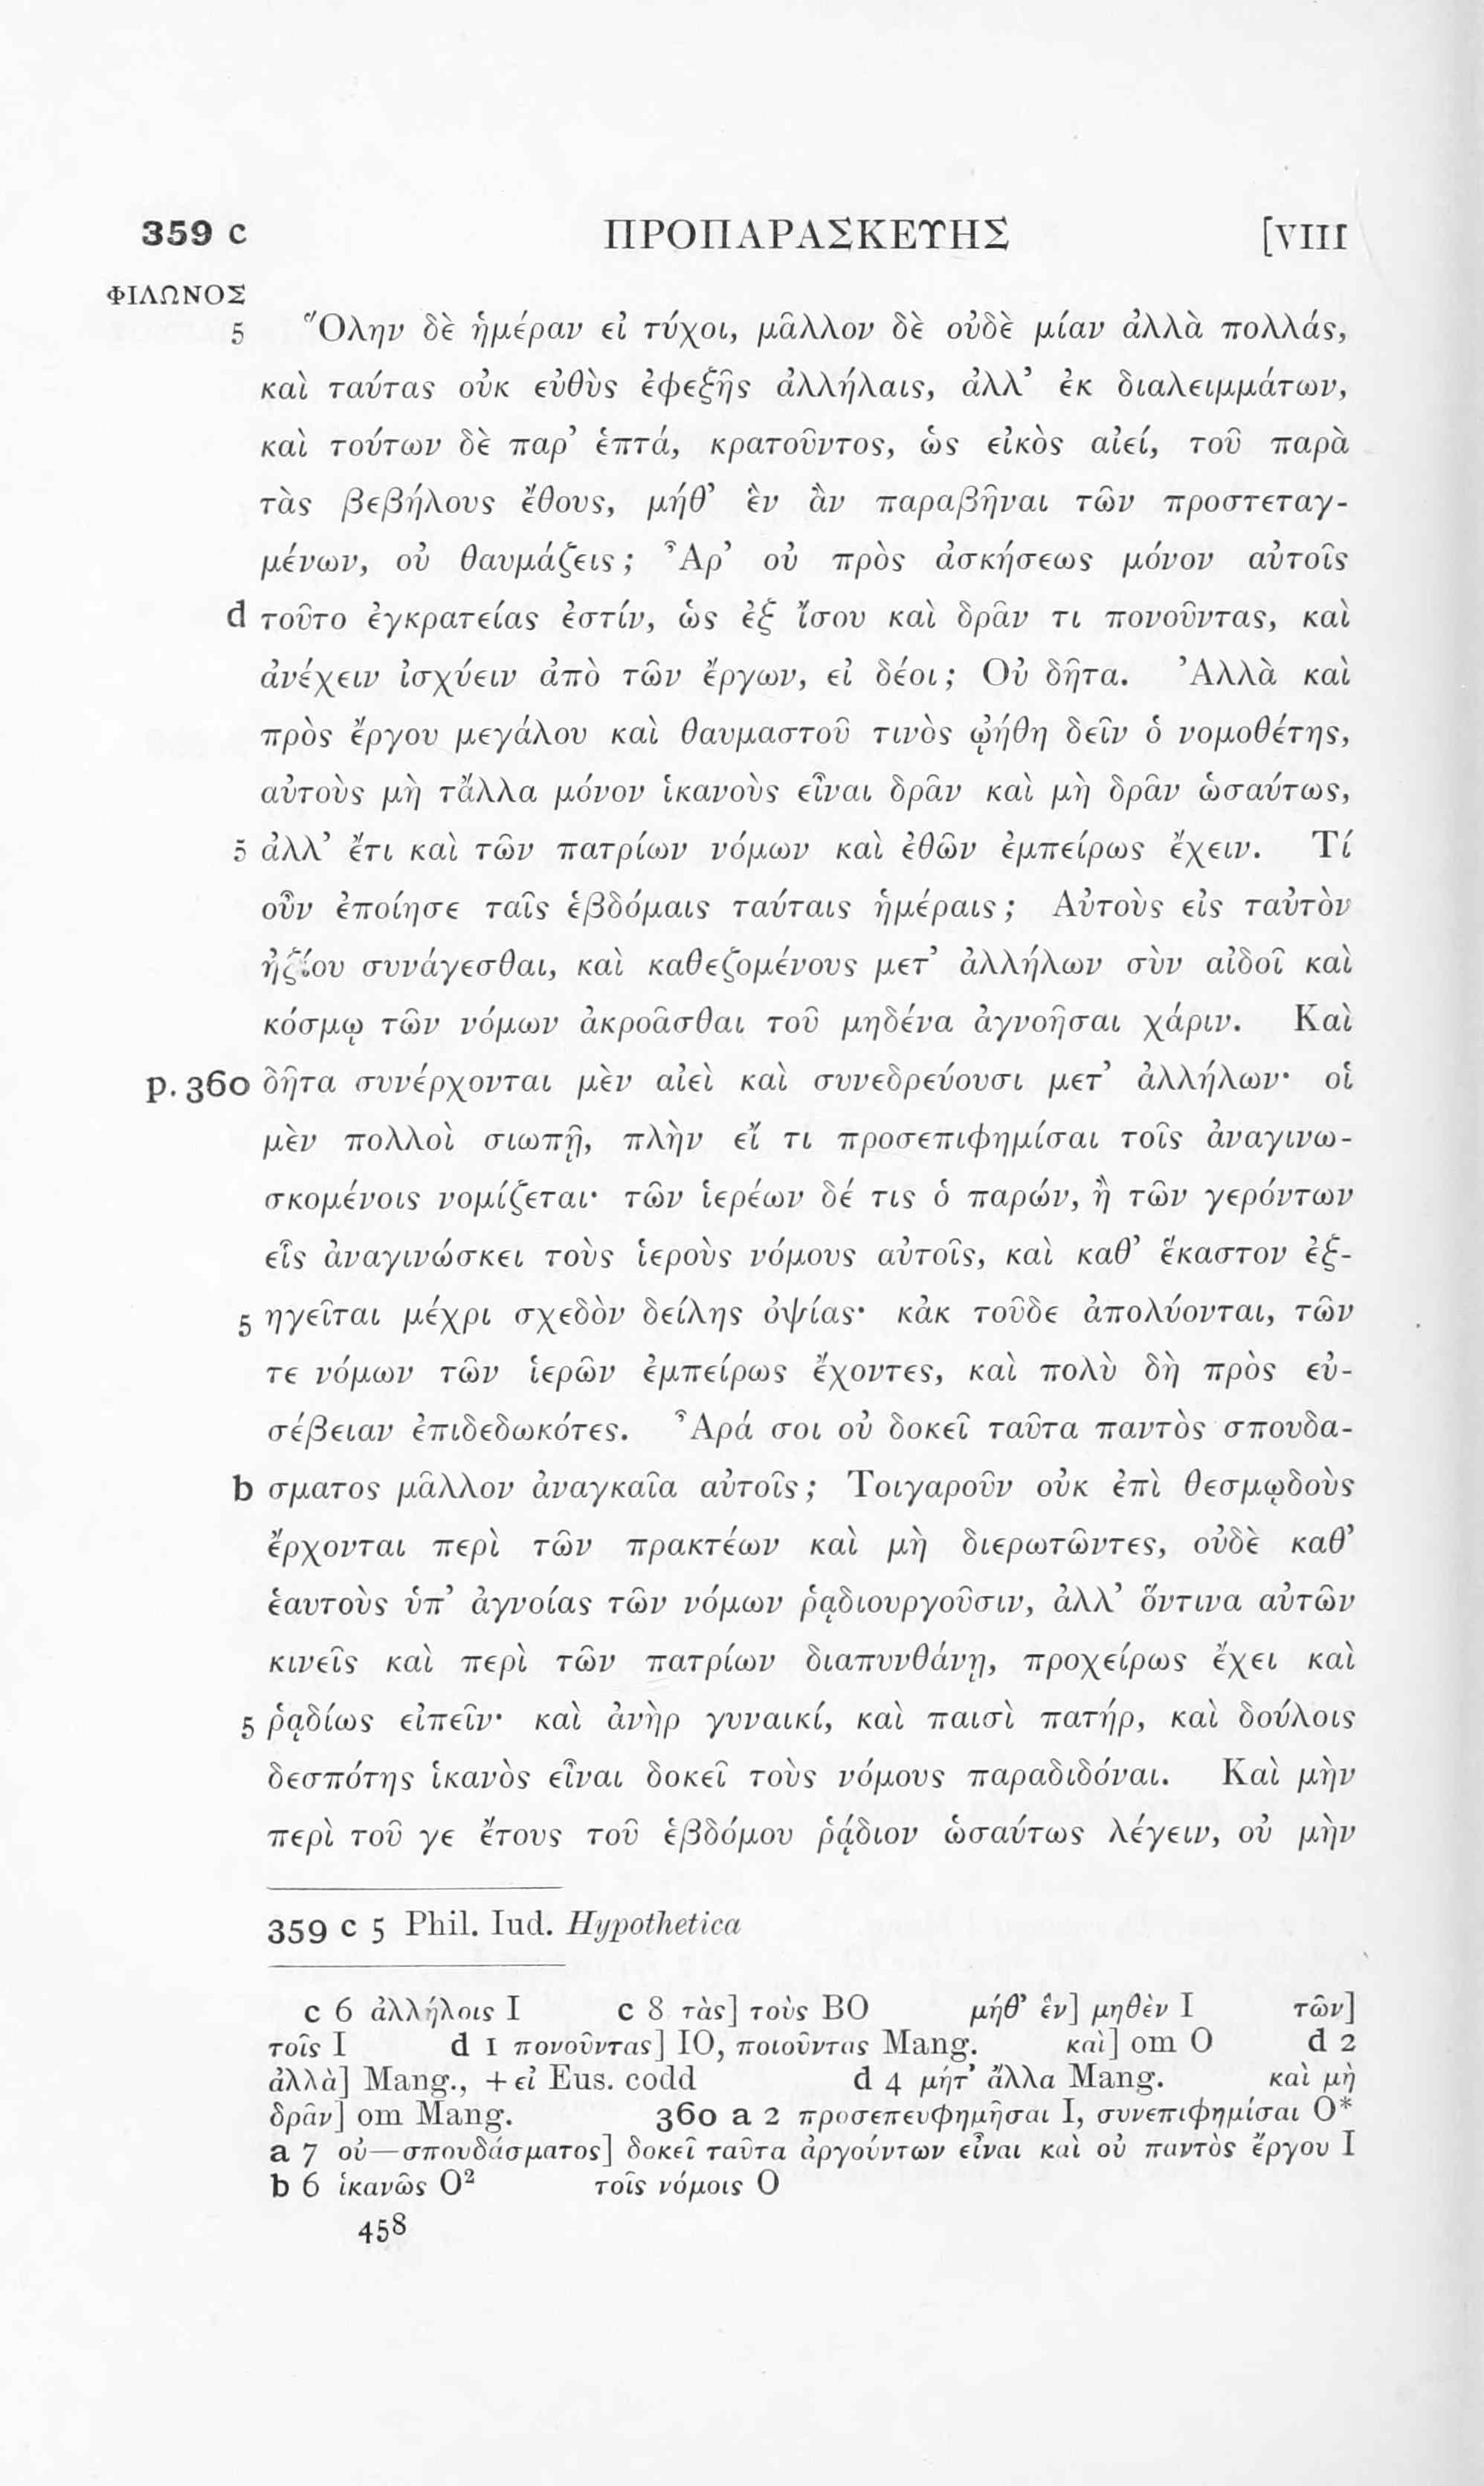 359 c ΠΡΟΠΑΡΑΣΚΕΥΗΣ [VIII
ΦΙΛΩΝΟΣ
5 Ὅλην δὲ ἡμέραν εἰ τύχοι, μᾶλλον δὲ οὐδὲ μίαν ἀλλὰ πολλάς,
καὶ ταύτας οὐκ εὐθὺς ἐφεξῆς ἀλλήλαις, ἀλλ’ ἐκ διαλειμμάτων,
καὶ τούτων δὲ παρ’ ἑπτά, κρατοῦντος, ὡς εἰκὸς αἰεί, τοῦ παρὰ
τὰς βεβήλους ἔθους, μήθ’ ἓν ἂν παραβῆναι τῶν προστεταγ-
μένων, οὐ θαυμάζεις; Ἆρ’ οὐ πρὸς ἀσκήσεως μόνον αὐτοῖς
d τοῦτο ἐγκρατείας ἐστίν, ὡς ἐξ ἴσου καὶ δρᾶν τι πονοῦντας, καὶ
ἀνέχειν ἰσχύειν ἀπὸ τῶν ἔργων, εἰ δέοι; Οὐ δῆτα. Ἀλλὰ καὶ
πρὸς ἔργου μεγάλου καὶ θαυμαστοῦ τινὸς ᾠήθη δεῖν ὁ νομοθέτης,
αὐτοὺς μὴ τἄλλα μόνον ἱκανοὺς εἶναι δρᾶν καὶ μὴ δρᾶν ὡσαύτως,
5 ἀλλ’ ἔτι καὶ τῶν πατρίων νόμων καὶ ἐθῶν ἐμπείρως ἔχειν. Τί
οὖν ἐποίησε ταῖς ἑβδόμαις ταύταις ἡμέραις; Αὐτοὺς εἰς ταὐτὸν
ἠξίου συνάγεσθαι, καὶ καθεζομένους μετ’ ἀλλήλων σὺν αἰδοῖ καὶ
κόσμῳ τῶν νόμων ἀκροᾶσθαι τοῦ μηδένα ἀγνοῆσαι χάριν. Καὶ
p. 360 δῆτα συνέρχονται μὲν αἰεὶ καὶ συνεδρεύουσι μετ’ ἀλλήλων· οἱ
μὲν πολλοὶ σιωπῇ, πλὴν εἴ τι προσεπιφημίσαι τοῖς ἀναγινω-
σκομένοις νομίζεται· τῶν ἱερέων δέ τις ὁ παρών, ἢ τῶν γερόντων
εἷς ἀναγινώσκει τοὺς ἱεροὺς νόμους αὐτοῖς, καὶ καθ’ ἕκαστον ἐξ-
5 ηγεῖται μέχρι σχεδὸν δείλης ὀψίας· κἀκ τοῦδε ἀπολύονται, τῶν
τε νόμων τῶν ἱερῶν ἐμπείρως ἔχοντες, καὶ πολὺ δὴ πρὸς εὐ-
σέβειαν ἐπιδεδωκότες. Ἆρά σοι οὐ δοκεῖ ταῦτα παντὸς σπουδα-
b σματος μᾶλλον ἀναγκαῖα αὐτοῖς; Τοιγαροῦν οὐκ ἐπὶ θεσμῳδοὺς
ἔρχονται περὶ τῶν πρακτέων καὶ μὴ διερωτῶντες, οὐδὲ καθ’
ἑαυτοὺς ὑπ’ ἀγνοίας τῶν νόμων ῥᾳδιουργοῦσιν, ἀλλ’ ὅντινα αὐτῶν
κινεῖς καὶ περὶ τῶν πατρίων διαπυνθάνῃ, προχείρως ἔχει καὶ
5 ῥᾳδίως εἰπεῖν· καὶ ἀνὴρ γυναικί, καὶ παισὶ πατήρ, καὶ δούλοις
δεσπότης ἱκανὸς εἶναι δοκεῖ τοὺς νόμους παραδιδόναι. Καὶ μὴν
περὶ τοῦ γε ἔτους τοῦ ἑβδόμου ῥᾴδιον ὡσαύτως λέγειν, οὐ μὴν
359 c 5 Phil. Iud. Hypothetica
c 6 ἀλλήλοις I c 8 τὰς] τοὺς BO μήθ’ ἓν] μηθὲν I τῶν]
τοῖς I d 1 πονοῦντας] IO, ποιοῦντας Mang. καὶ] om O d 2
ἀλλὰ] Mang., + εἰ Eus. codd d 4 μήτ’ ἄλλα Mang. καὶ μὴ
δρᾶν] om Mang. 360 a 2 προσεπευφημῆσαι I, συνεπιφημίσαι O*
a 7 οὐ—σπουδάσματος] δοκεῖ ταῦτα ἀργούντων εἶναι καὶ οὐ παντὸς ἔργου I
b 6 ἱκανῶς O² τοῖς νόμοις O
458